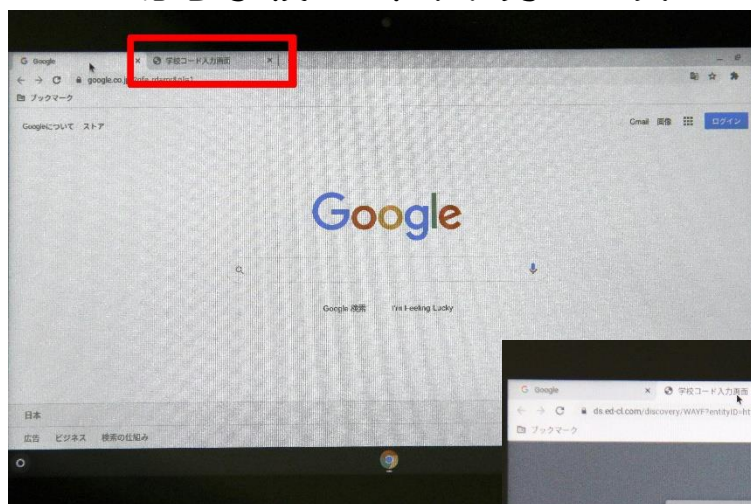 Google
学校コード入力画面
google.co.jp
ブックマーク
Googleについて ストア
Gmail 画像 ログイン
Google
Google 検索 I'm Feeling Lucky
日本
広告 ビジネス 検索の仕組み
Google 学校コード入力画面
ds.ed-cl.com/discovery/WAYF?entityID=ht
ブックマーク